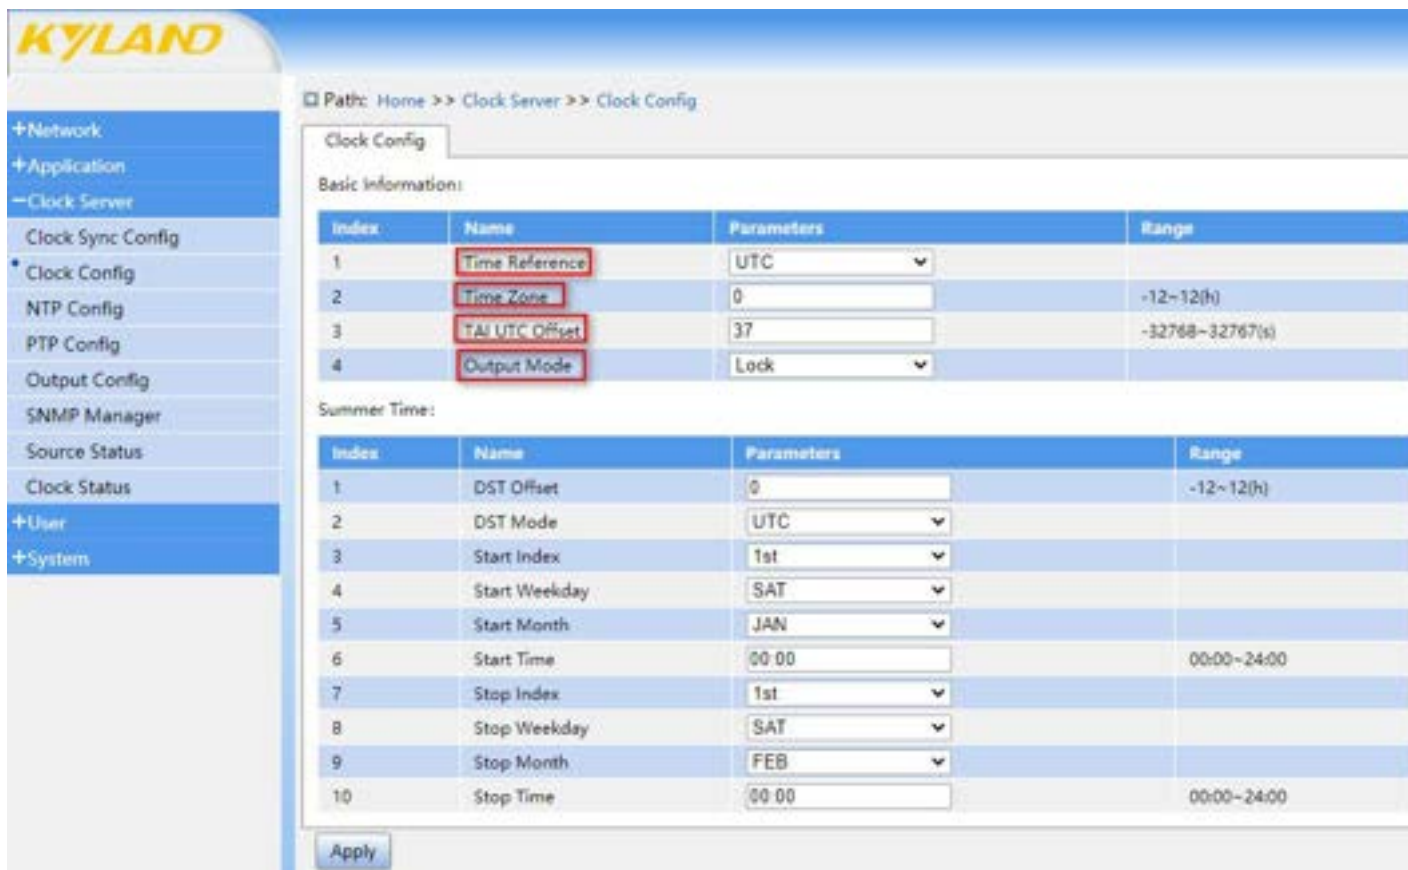 KYLAND
Path: Home >> Clock Server >> Clock Config
+Network
+Application
−Clock Server
Clock Sync Config
Clock Config
NTP Config
PTP Config
Output Config
SNMP Manager
Source Status
Clock Status
+User
+System
Clock Config
Basic Information:
Index Name Parameters Range
1 Time Reference UTC
2 Time Zone 0 -12~12(h)
3 TAI UTC Offset 37 -32768~32767(s)
4 Output Mode Lock
Summer Time:
Index Name Parameters Range
1 DST Offset 0 -12~12(h)
2 DST Mode UTC
3 Start Index 1st
4 Start Weekday SAT
5 Start Month JAN
6 Start Time 00:00 00:00~24:00
7 Stop Index 1st
8 Stop Weekday SAT
9 Stop Month FEB
10 Stop Time 00:00 00:00~24:00
Apply